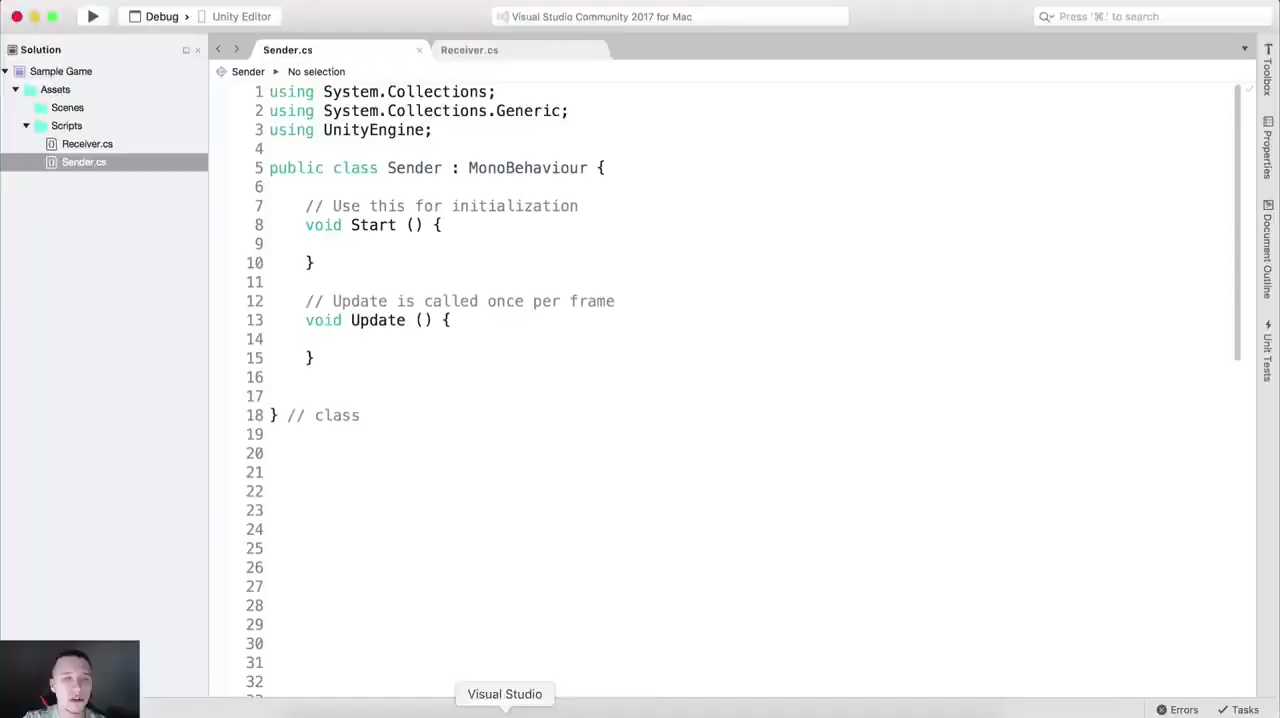 Debug › Unity Editor
Visual Studio Community 2017 for Mac
Press '⌘.' to search
Solution
Sample Game
Assets
Scenes
Scripts
Receiver.cs
Sender.cs
Sender.cs × Receiver.cs
Sender ▸ No selection
1 using System.Collections;
2 using System.Collections.Generic;
3 using UnityEngine;
4
5 public class Sender : MonoBehaviour {
6
7 // Use this for initialization
8 void Start () {
9
10 }
11
12 // Update is called once per frame
13 void Update () {
14
15 }
16
17
18 } // class
19
20
21
22
23
24
25
26
27
28
29
30
31
32
Toolbox
Properties
Document Outline
Unit Tests
Visual Studio
Errors Tasks